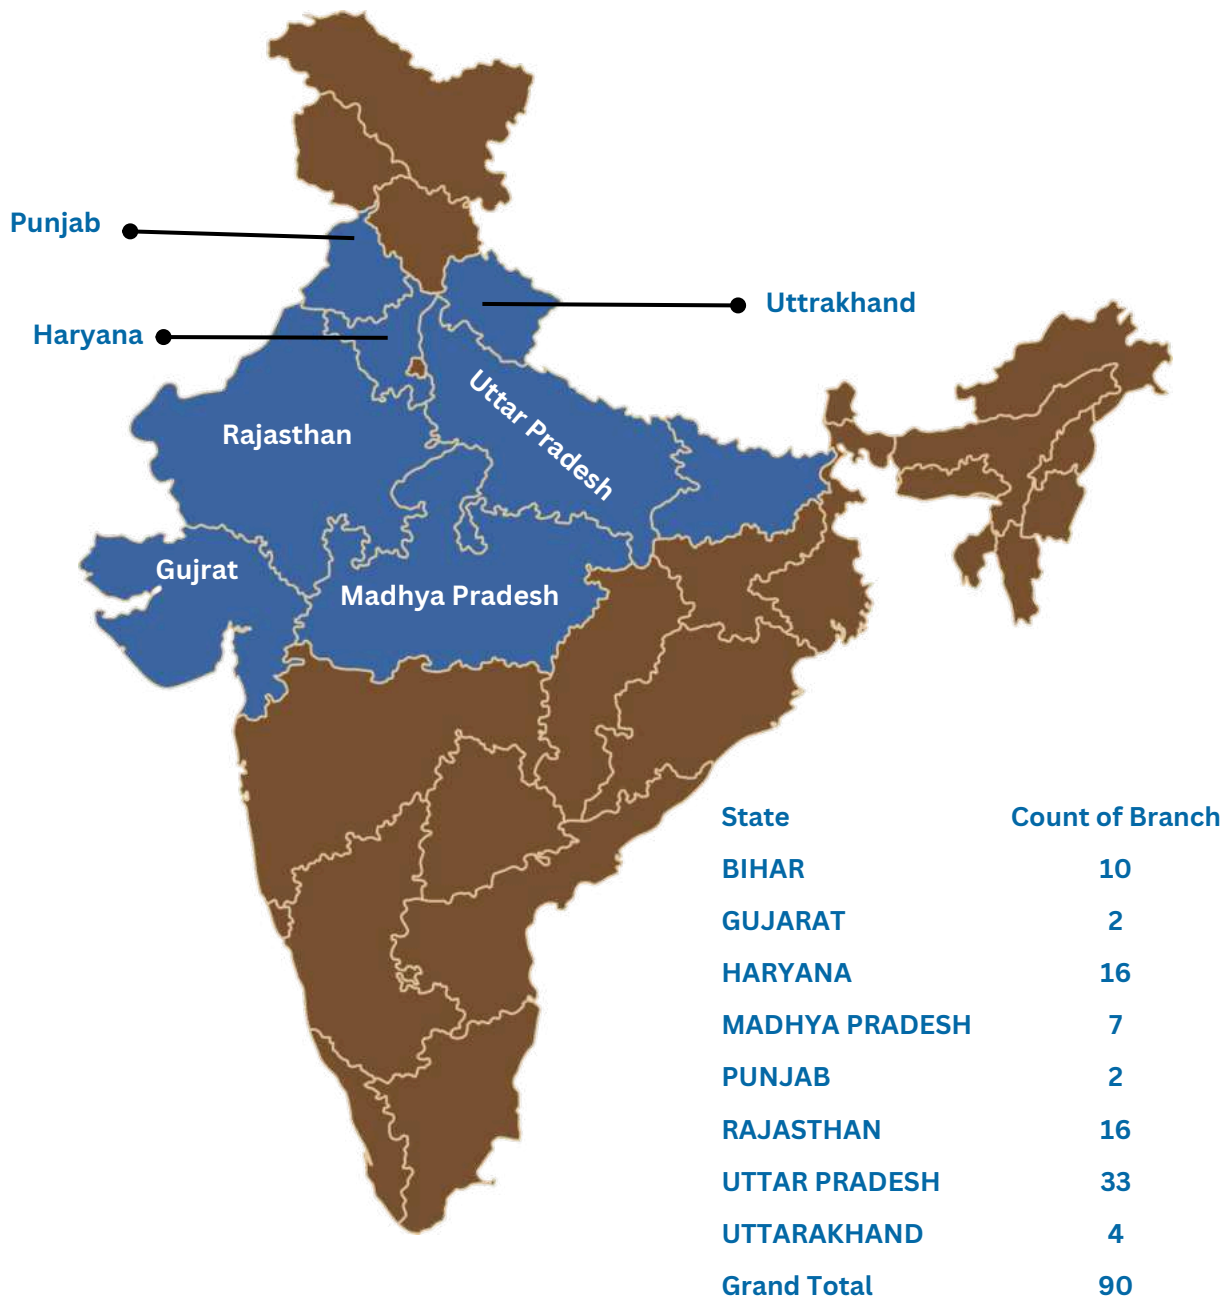 Punjab
Uttrakhand
Haryana
Uttar Pradesh
Rajasthan
Gujrat
Madhya Pradesh
State Count of Branch
BIHAR 10
GUJARAT 2
HARYANA 16
MADHYA PRADESH 7
PUNJAB 2
RAJASTHAN 16
UTTAR PRADESH 33
UTTARAKHAND 4
Grand Total 90